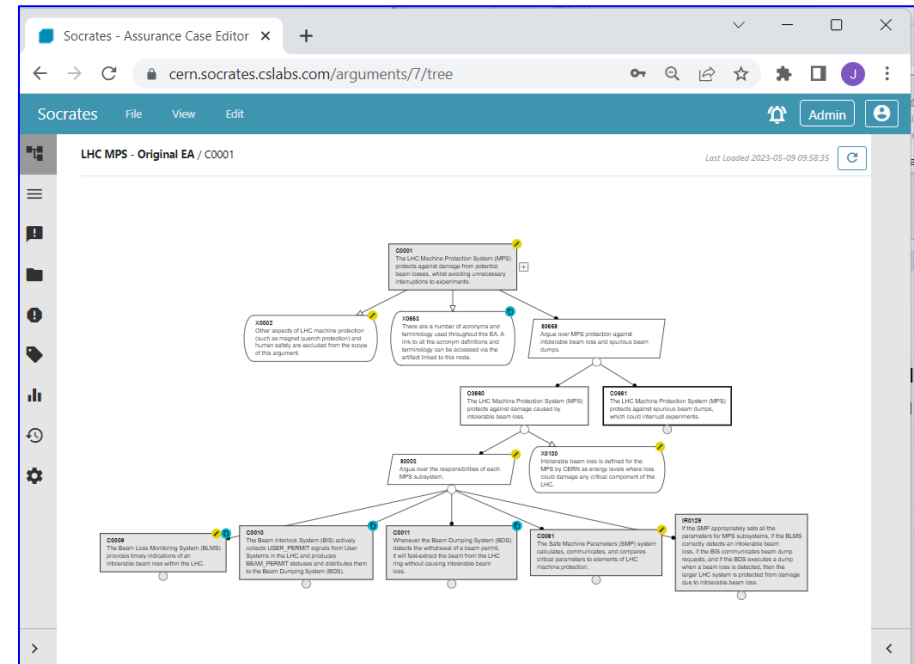 Socrates - Assurance Case Editor
cern.socrates.cslabs.com/arguments/7/tree
J
Socrates File View Edit Admin
LHC MPS - Original EA / C0001
Last Loaded 2023-05-09 09:58:35
C0001
The LHC Machine Protection System (MPS)
protects against damage from potential
beam losses, whilst avoiding unnecessary
interruptions to experiments.
X0002
Other aspects of LHC machine protection
(such as magnet quench protection) and
human safety are excluded from the scope
of this argument.
X0653
There are a number of acronyms and
terminology used throughout this EA. A
link to all the acronym definitions and
terminology can be accessed via the
artifact linked to this node.
S0659
Argue over MPS protection against
intolerable beam loss and spurious beam
dumps.
C0660
The LHC Machine Protection System (MPS)
protects against damage caused by
intolerable beam loss.
C0661
The LHC Machine Protection System (MPS)
protects against spurious beam dumps,
which could interrupt experiments.
S0003
Argue over the responsibilities of each
MPS subsystem.
X0130
Intolerable beam loss is defined for the
MPS by CERN as energy levels where loss
could damage any critical component of the
LHC.
C0009
The Beam Loss Monitoring System (BLMS)
provides timely indications of an
intolerable beam loss within the LHC.
C0010
The Beam Interlock System (BIS) actively
collects USER_PERMIT signals from User
Systems in the LHC and produces
BEAM_PERMIT statuses and distributes them
to the Beam Dumping System (BDS).
C0011
Whenever the Beam Dumping System (BDS)
detects the withdrawal of a beam permit,
it will fast-extract the beam from the LHC
ring without causing intolerable beam
loss.
C0081
The Safe Machine Parameters (SMP) system
calculates, communicates, and compares
critical parameters to elements of LHC
machine protection.
IR0129
If the SMP appropriately sets all the
parameters for MPS subsystems, if the BLMS
correctly detects an intolerable beam
loss, if the BIS communicates beam dump
requests, and if the BDS executes a dump
when a beam loss is detected, then the
larger LHC system is protected from damage
due to intolerable beam loss.